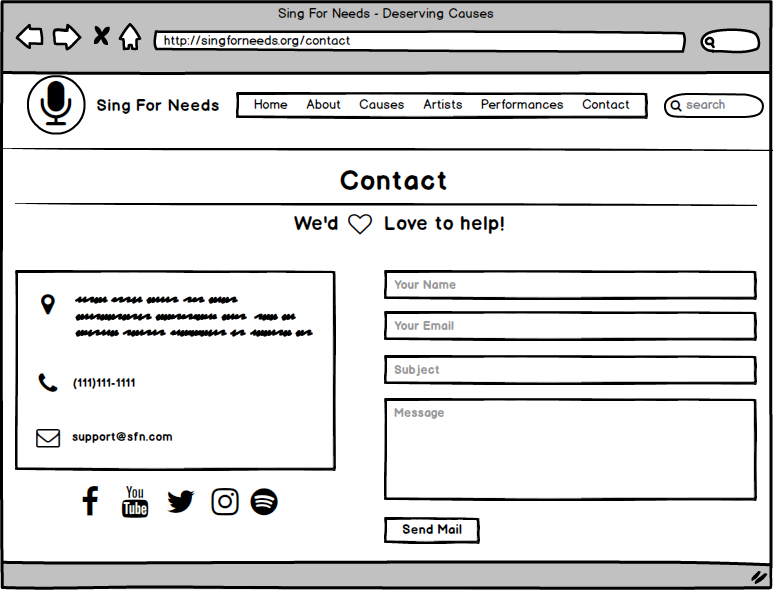 Sing For Needs - Deserving Causes
http://singforneeds.org/contact
Sing For Needs
Home About Causes Artists Performances Contact
search
Contact
We'd Love to help!
(111)111-1111
support@sfn.com
You
Tube
Your Name
Your Email
Subject
Message
Send Mail